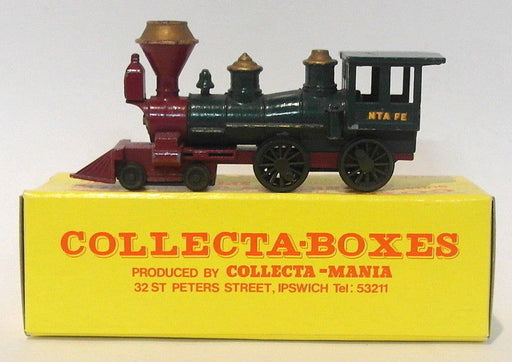 NTA FE
COLLECTA-BOXES
PRODUCED BY COLLECTA-MANIA
32 ST PETERS STREET, IPSWICH Tel: 53211